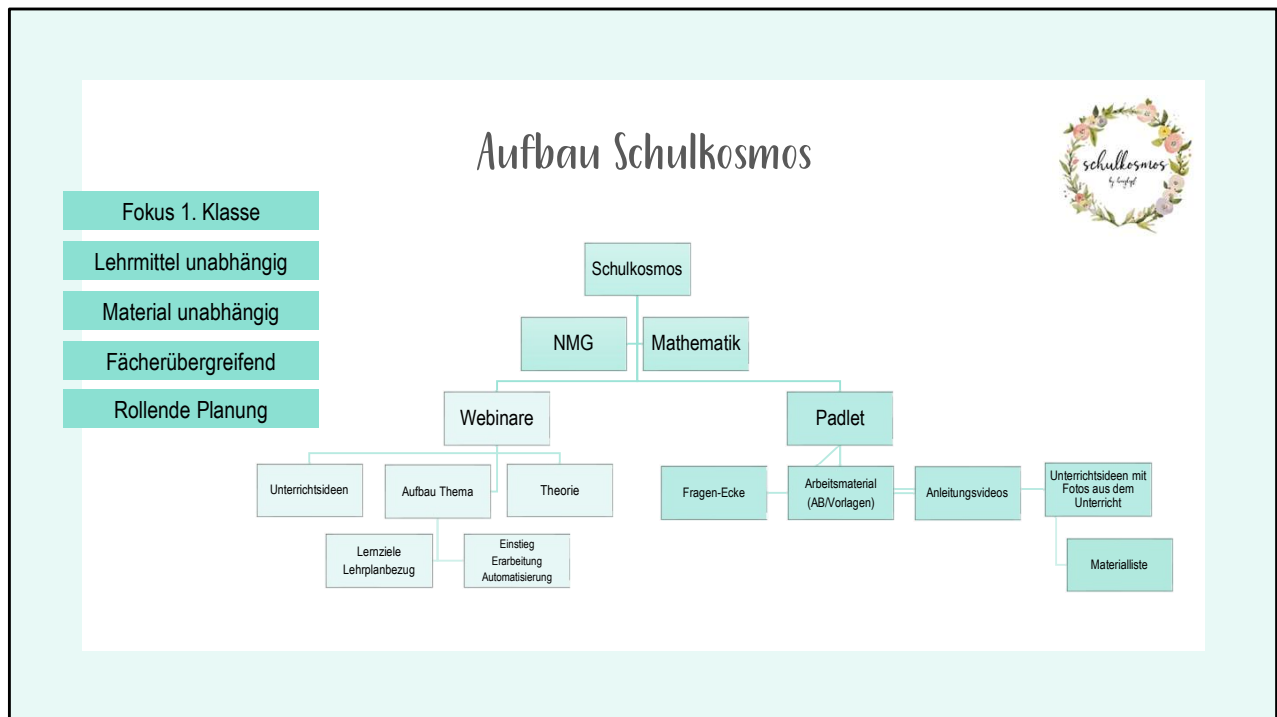 Aufbau Schulkosmos
schulkosmos
Fokus 1. Klasse
Lehrmittel unabhängig
Material unabhängig
Fächerübergreifend
Rollende Planung
Schulkosmos
NMG
Mathematik
Webinare
Padlet
Unterrichtsideen
Aufbau Thema
Theorie
Lernziele
Lehrplanbezug
Einstieg
Erarbeitung
Automatisierung
Fragen-Ecke
Arbeitsmaterial
(AB/Vorlagen)
Anleitungsvideos
Unterrichtsideen mit
Fotos aus dem
Unterricht
Materialliste